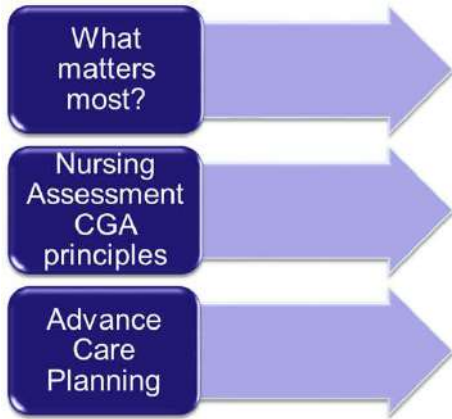 What
matters
most?
Nursing
Assessment
CGA
principles
Advance
Care
Planning